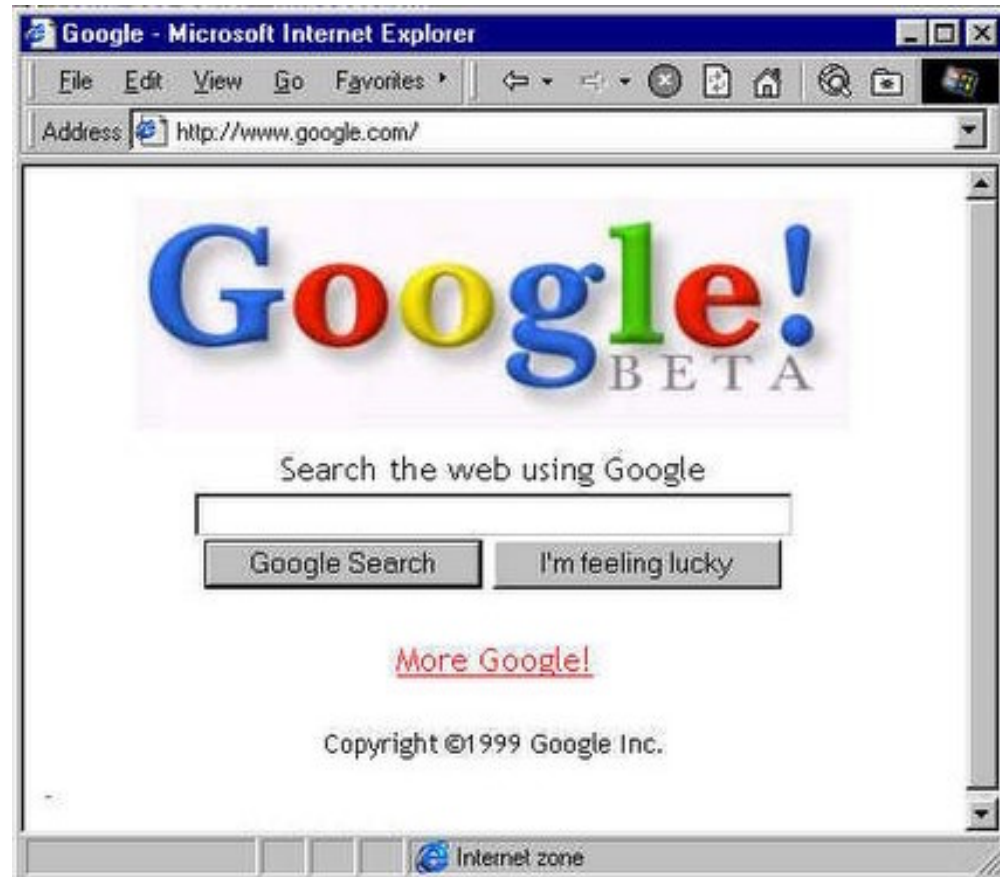 Google - Microsoft Internet Explorer
File Edit View Go Favorites
Address http://www.google.com/
Google!
BETA
Search the web using Google
Google Search I'm feeling lucky
More Google!
Copyright ©1999 Google Inc.
Internet zone